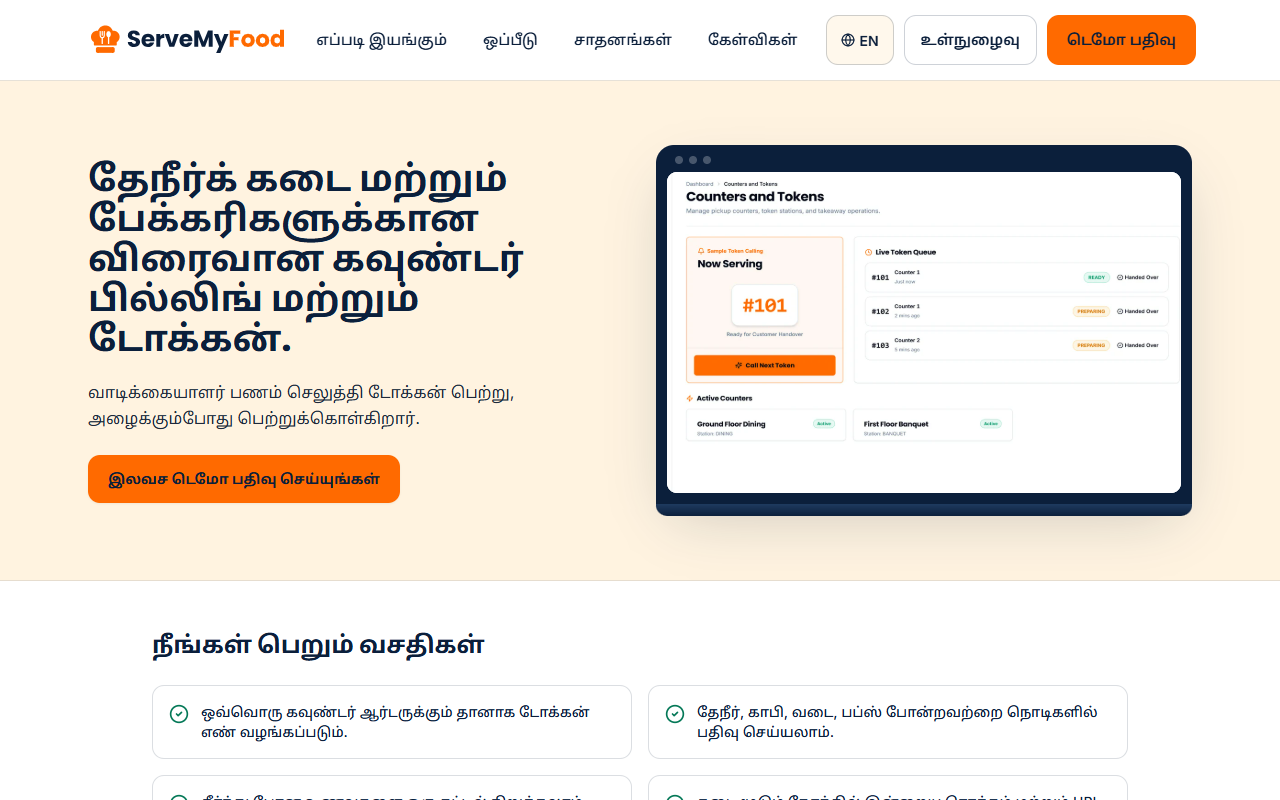 ServeMyFood
எப்படி இயங்கும்
ஒப்பீடு
சாதனங்கள்
கேள்விகள்
EN
உள்நுழைவு
டெமோ பதிவு
தேநீர்க் கடை மற்றும்
பேக்கரிகளுக்கான
விரைவான கவுண்டர்
பில்லிங் மற்றும்
டோக்கன்.
வாடிக்கையாளர் பணம் செலுத்தி டோக்கன் பெற்று,
அழைக்கும்போது பெற்றுக்கொள்கிறார்.
இலவச டெமோ பதிவு செய்யுங்கள்
Dashboard > Counters and Tokens
Counters and Tokens
Manage pickup counters, token stations, and takeaway operations.
Sample Token Calling
Now Serving
#101
Ready for Customer Handover
Call Next Token
Live Token Queue
#101 Counter 1 READY Handed Over
Just now
#102 Counter 1 PREPARING Handed Over
2 mins ago
#103 Counter 2 PREPARING Handed Over
5 mins ago
Active Counters
Ground Floor Dining Active
Station: DINING
First Floor Banquet Active
Station: BANQUET
நீங்கள் பெறும் வசதிகள்
ஒவ்வொரு கவுண்டர் ஆர்டருக்கும் தானாக டோக்கன்
எண் வழங்கப்படும்.
தேநீர், காபி, வடை, பப்ஸ் போன்றவற்றை நொடிகளில்
பதிவு செய்யலாம்.